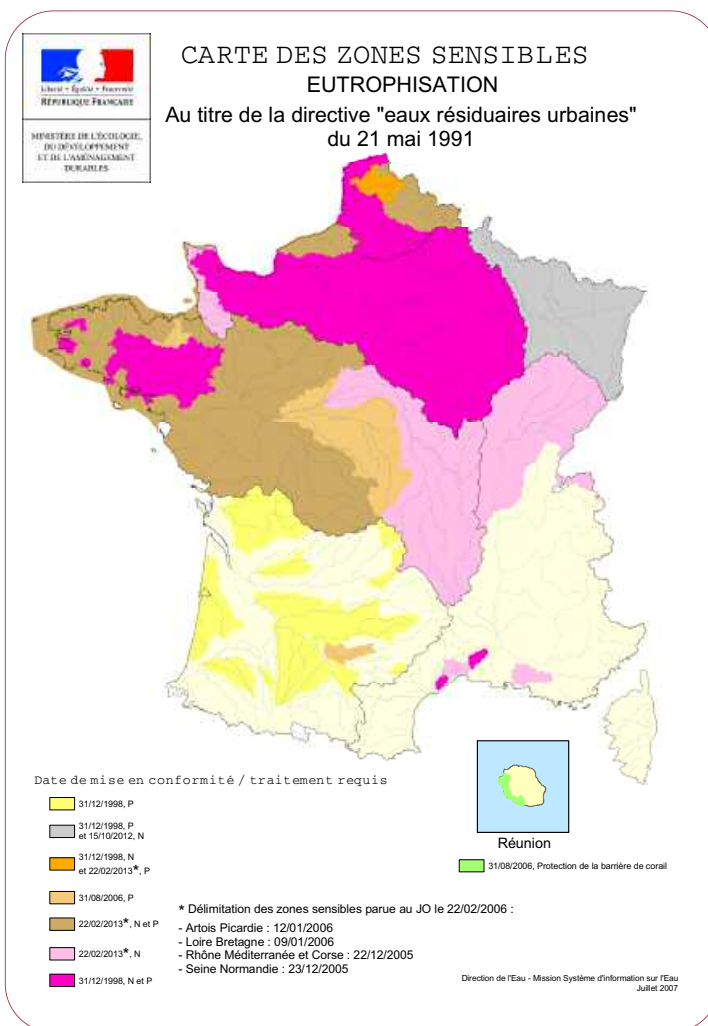 CARTE DES ZONES SENSIBLES
EUTROPHISATION
Au titre de la directive "eaux résiduaires urbaines"
du 21 mai 1991
Liberté • Égalité • Fraternité
RÉPUBLIQUE FRANÇAISE
MINISTÈRE DE L'ÉCOLOGIE,
DU DÉVELOPPEMENT
ET DE L'AMÉNAGEMENT
DURABLES
Date de mise en conformité / traitement requis
31/12/1998, P
31/12/1998, P
et 15/10/2012, N
31/12/1998, N
et 22/02/2013*, P
31/08/2006, P
22/02/2013*, N et P
22/02/2013*, N
31/12/1998, N et P
Réunion
31/08/2006, Protection de la barrière de corail
* Délimitation des zones sensibles parue au JO le 22/02/2006 :
- Artois Picardie : 12/01/2006
- Loire Bretagne : 09/01/2006
- Rhône Méditerranée et Corse : 22/12/2005
- Seine Normandie : 23/12/2005
Direction de l'Eau - Mission Système d'information sur l'Eau
Juillet 2007